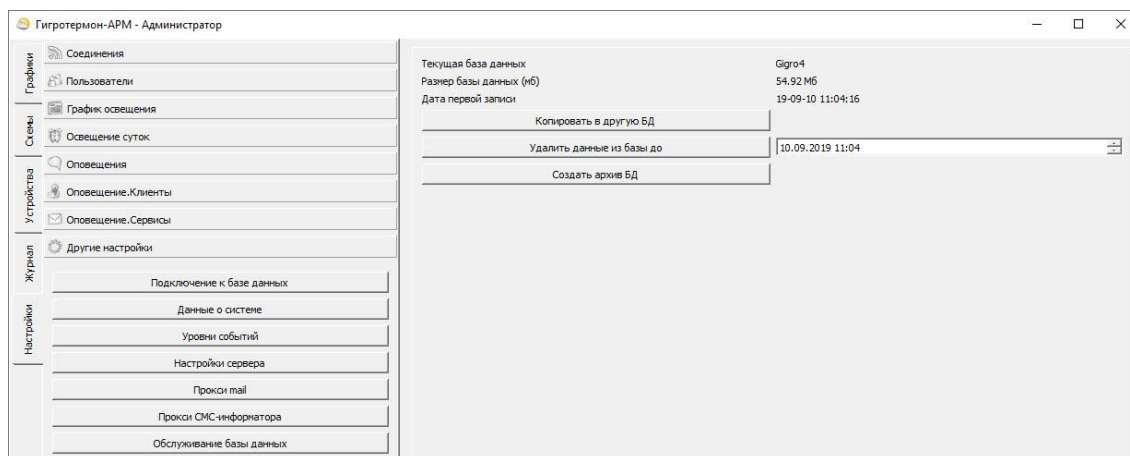 Гигротермон-АРМ - Администратор
Графики
Схемы
Устройства
Журнал
Настройки
Соединения
Пользователи
График освещения
Освещение суток
Оповещения
Оповещение.Клиенты
Оповещение.Сервисы
Другие настройки
Подключение к базе данных
Данные о системе
Уровни событий
Настройки сервера
Прокси mail
Прокси СМС-информатора
Обслуживание базы данных
Текущая база данных Gigro4
Размер базы данных (мб) 54.92 Мб
Дата первой записи 19-09-10 11:04:16
Копировать в другую БД
Удалить данные из базы до 10.09.2019 11:04
Создать архив БД